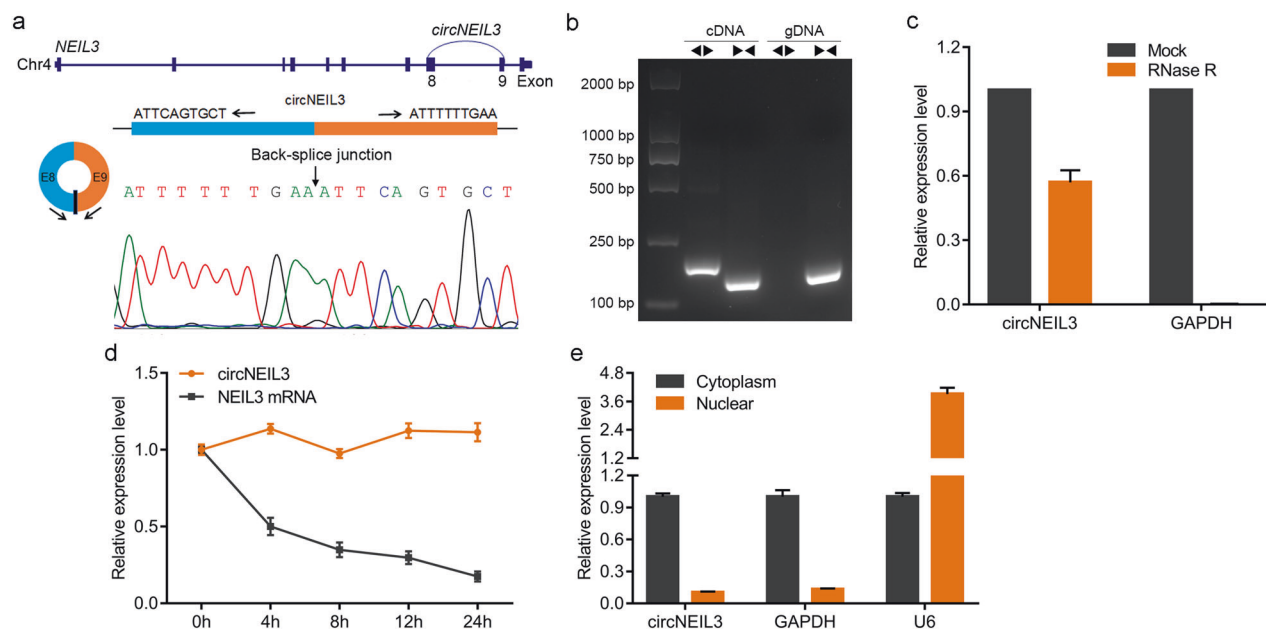 a
NEIL3
circNEIL3
Chr4
8
9
Exon
circNEIL3
ATTCAGTGCT
ATTTTTTGAA
Back-splice junction
E8
E9
A T T T T T T G A A A T T C A G T G C T
b
cDNA
gDNA
2000 bp
1000 bp
750 bp
500 bp
250 bp
100 bp
c
Relative expression level
1.2
0.9
0.6
0.3
0.0
Mock
RNase R
circNEIL3
GAPDH
d
Relative expression level
1.5
1.0
0.5
0.0
circNEIL3
NEIL3 mRNA
0h
4h
8h
12h
24h
e
Relative expression level
4.8
3.6
2.4
1.2
1.2
0.9
0.6
0.3
0.0
Cytoplasm
Nuclear
circNEIL3
GAPDH
U6